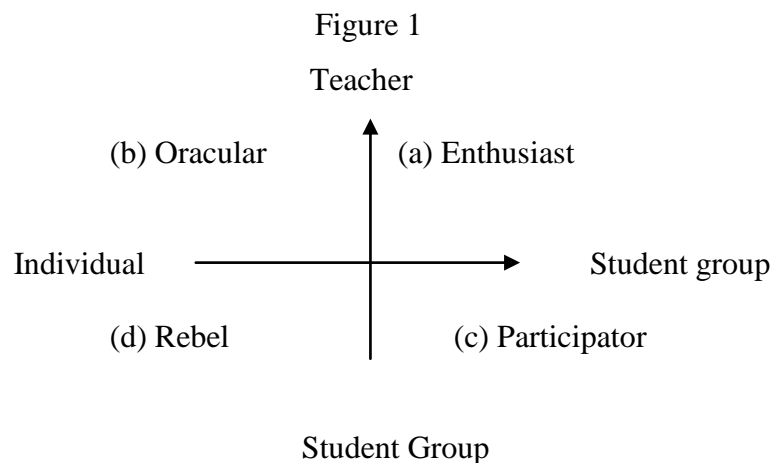 Figure 1
Teacher
(b) Oracular (a) Enthusiast
Individual Student group
(d) Rebel (c) Participator
Student Group